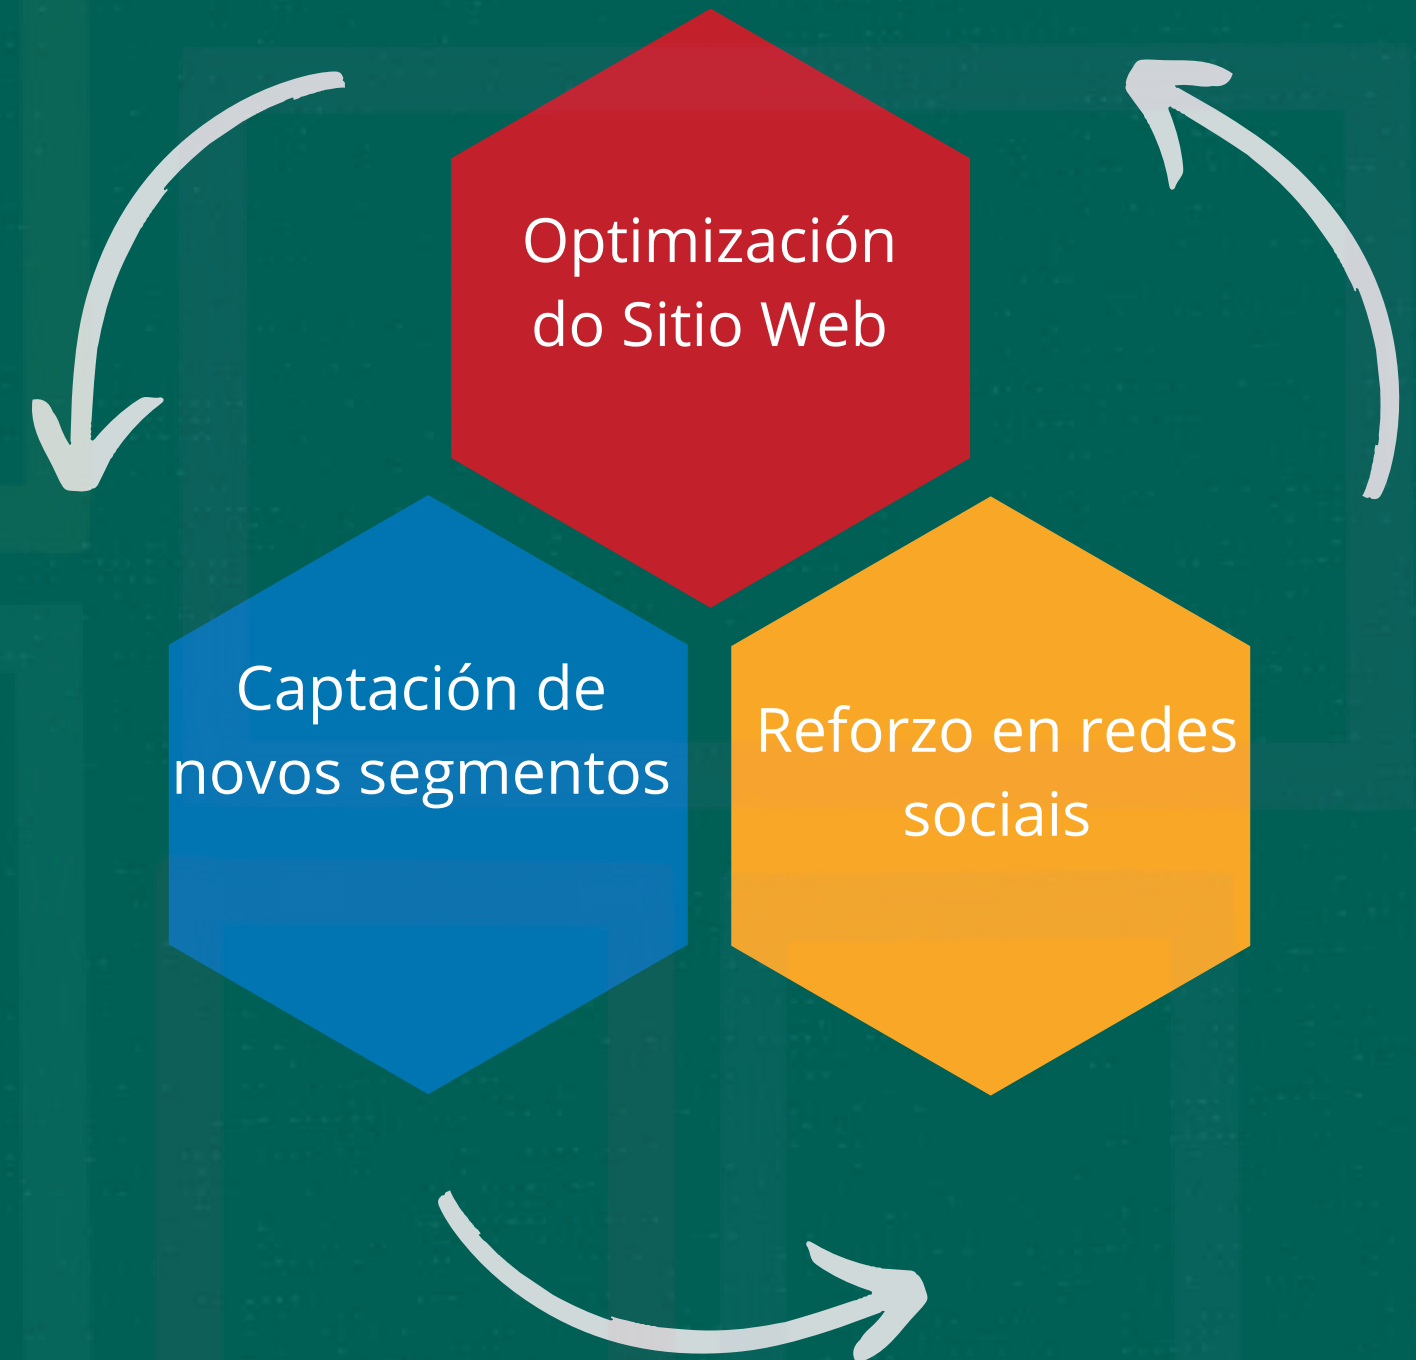 Optimización
do Sitio Web
Captación de
novos segmentos
Reforzo en redes
sociais